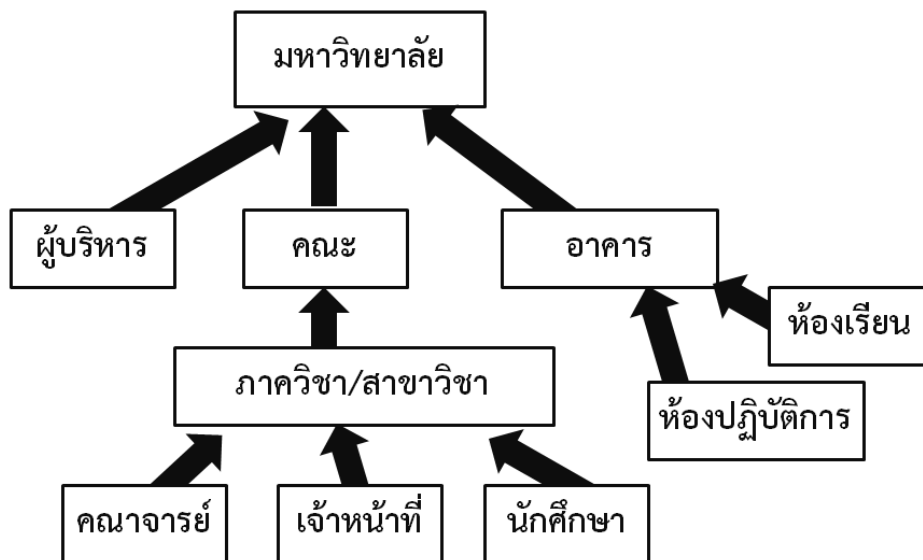 มหาวิทยาลัย
ผู้บริหาร
คณะ
อาคาร
ห้องเรียน
ภาควิชา/สาขาวิชา
ห้องปฏิบัติการ
คณาจารย์
เจ้าหน้าที่
นักศึกษา